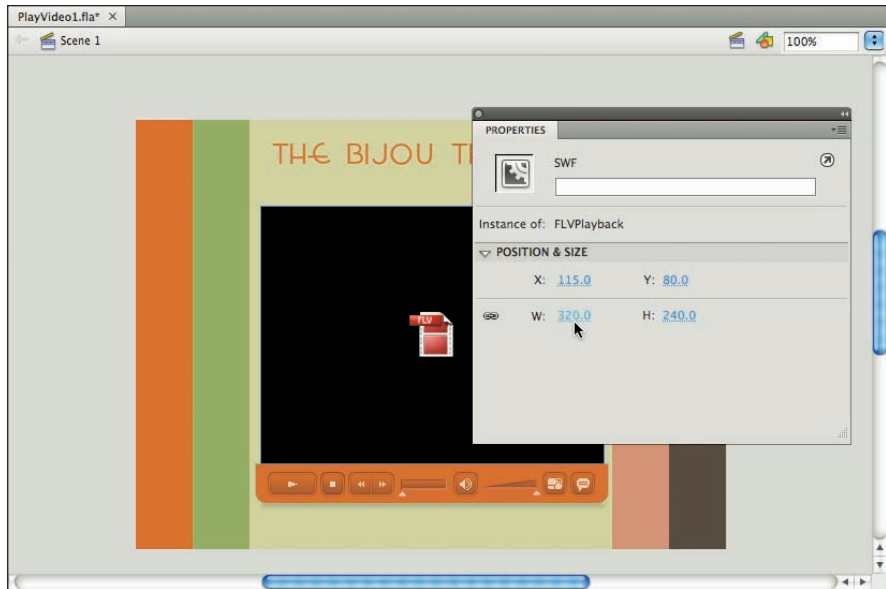 PlayVideo1.fla* ×
Scene 1
100%
THE BIJOU
PROPERTIES
SWF
Instance of: FLVPlayback
POSITION & SIZE
X: 115.0 Y: 80.0
W: 320.0 H: 240.0
FLV